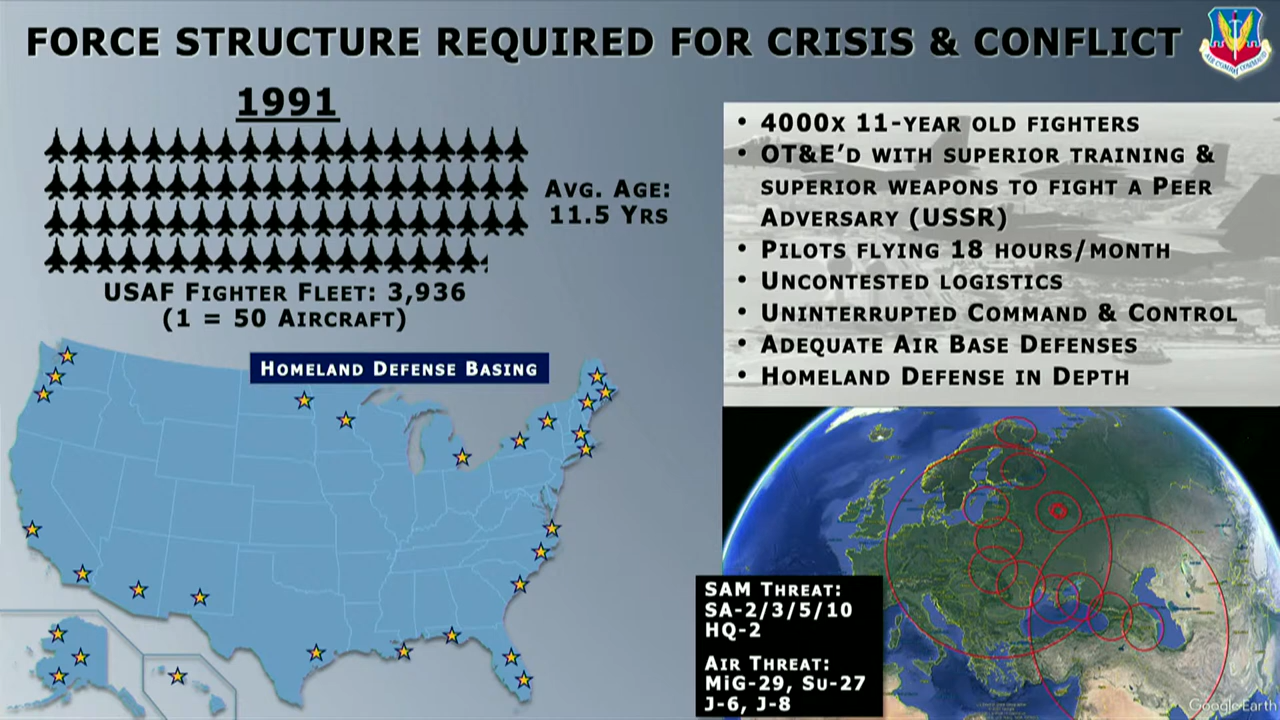 FORCE STRUCTURE REQUIRED FOR CRISIS & CONFLICT
AIR COMBAT COMMAND
1991
AVG. AGE:
11.5 YRS
USAF FIGHTER FLEET: 3,936
(1 = 50 AIRCRAFT)
HOMELAND DEFENSE BASING
• 4000X 11-YEAR OLD FIGHTERS
• OT&E'D WITH SUPERIOR TRAINING &
SUPERIOR WEAPONS TO FIGHT A PEER
ADVERSARY (USSR)
• PILOTS FLYING 18 HOURS/MONTH
• UNCONTESTED LOGISTICS
• UNINTERRUPTED COMMAND & CONTROL
• ADEQUATE AIR BASE DEFENSES
• HOMELAND DEFENSE IN DEPTH
SAM THREAT:
SA-2/3/5/10
HQ-2
AIR THREAT:
MIG-29, SU-27
J-6, J-8
Google Earth